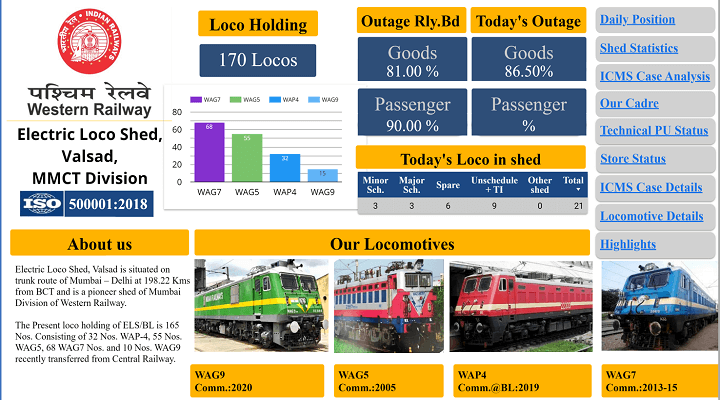 INDIAN RAILWAYS
भारतीय रेल
पश्चिम रेलवे
Western Railway
Electric Loco Shed,
Valsad,
MMCT Division
ISO 500001:2018
Loco Holding
170 Locos
WAG7 WAG5 WAP4 WAG9
80
60
40
20
0
68
55
32
15
WAG7 WAG5 WAP4 WAG9
Outage Rly.Bd
Today's Outage
Goods
81.00 %
Goods
86.50%
Passenger
90.00 %
Passenger
%
Today's Loco in shed
Minor Sch. Major Sch. Spare Unschedule + TI Other shed Total
3 3 6 9 0 21
Daily Position
Shed Statistics
ICMS Case Analysis
Our Cadre
Technical PU Status
Store Status
ICMS Case Details
Locomotive Details
Highlights
About us
Electric Loco Shed, Valsad is situated on
trunk route of Mumbai – Delhi at 198.22 Kms
from BCT and is a pioneer shed of Mumbai
Division of Western Railway.
The Present loco holding of ELS/BL is 165
Nos. Consisting of 32 Nos. WAP-4, 55 Nos.
WAG5, 68 WAG7 Nos. and 10 Nos. WAG9
recently transferred from Central Railway.
Our Locomotives
WAG9
Comm.:2020
WAG5
Comm.:2005
WAP4
Comm.@BL:2019
WAG7
Comm.:2013-15